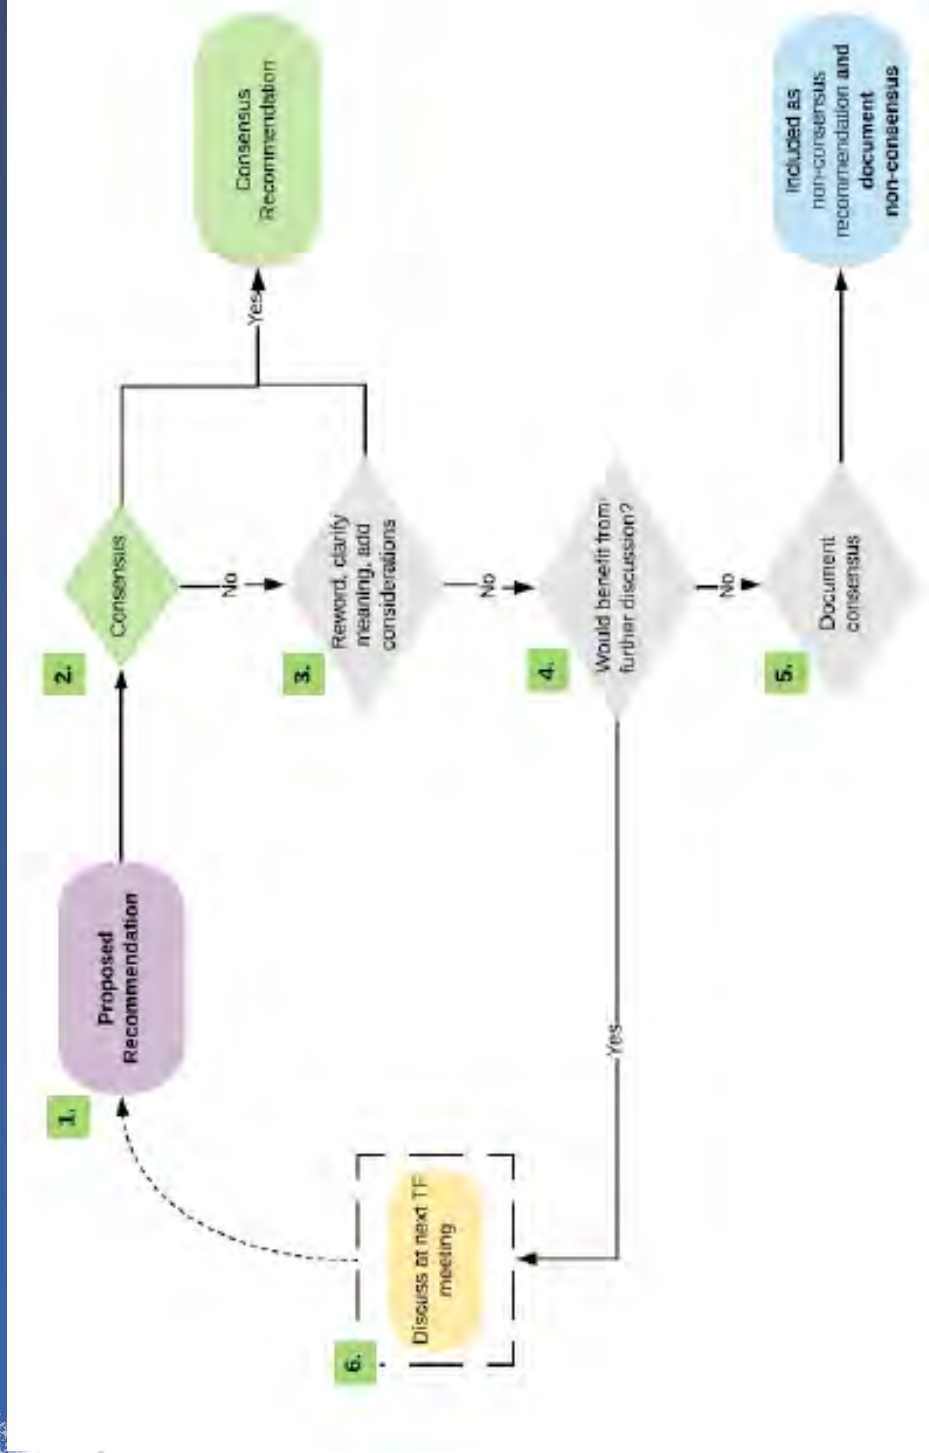 1.
Proposed
Recommendation
2.
Consensus
Yes
Consensus
Recommendation
No
3.
Reword, clarify
meaning, add
considerations
No
4.
Would benefit from
further discussion?
Yes
6.
Discuss at next TF
meeting
No
5.
Document
consensus
Included as
non-consensus
recommendation and
document
non-consensus